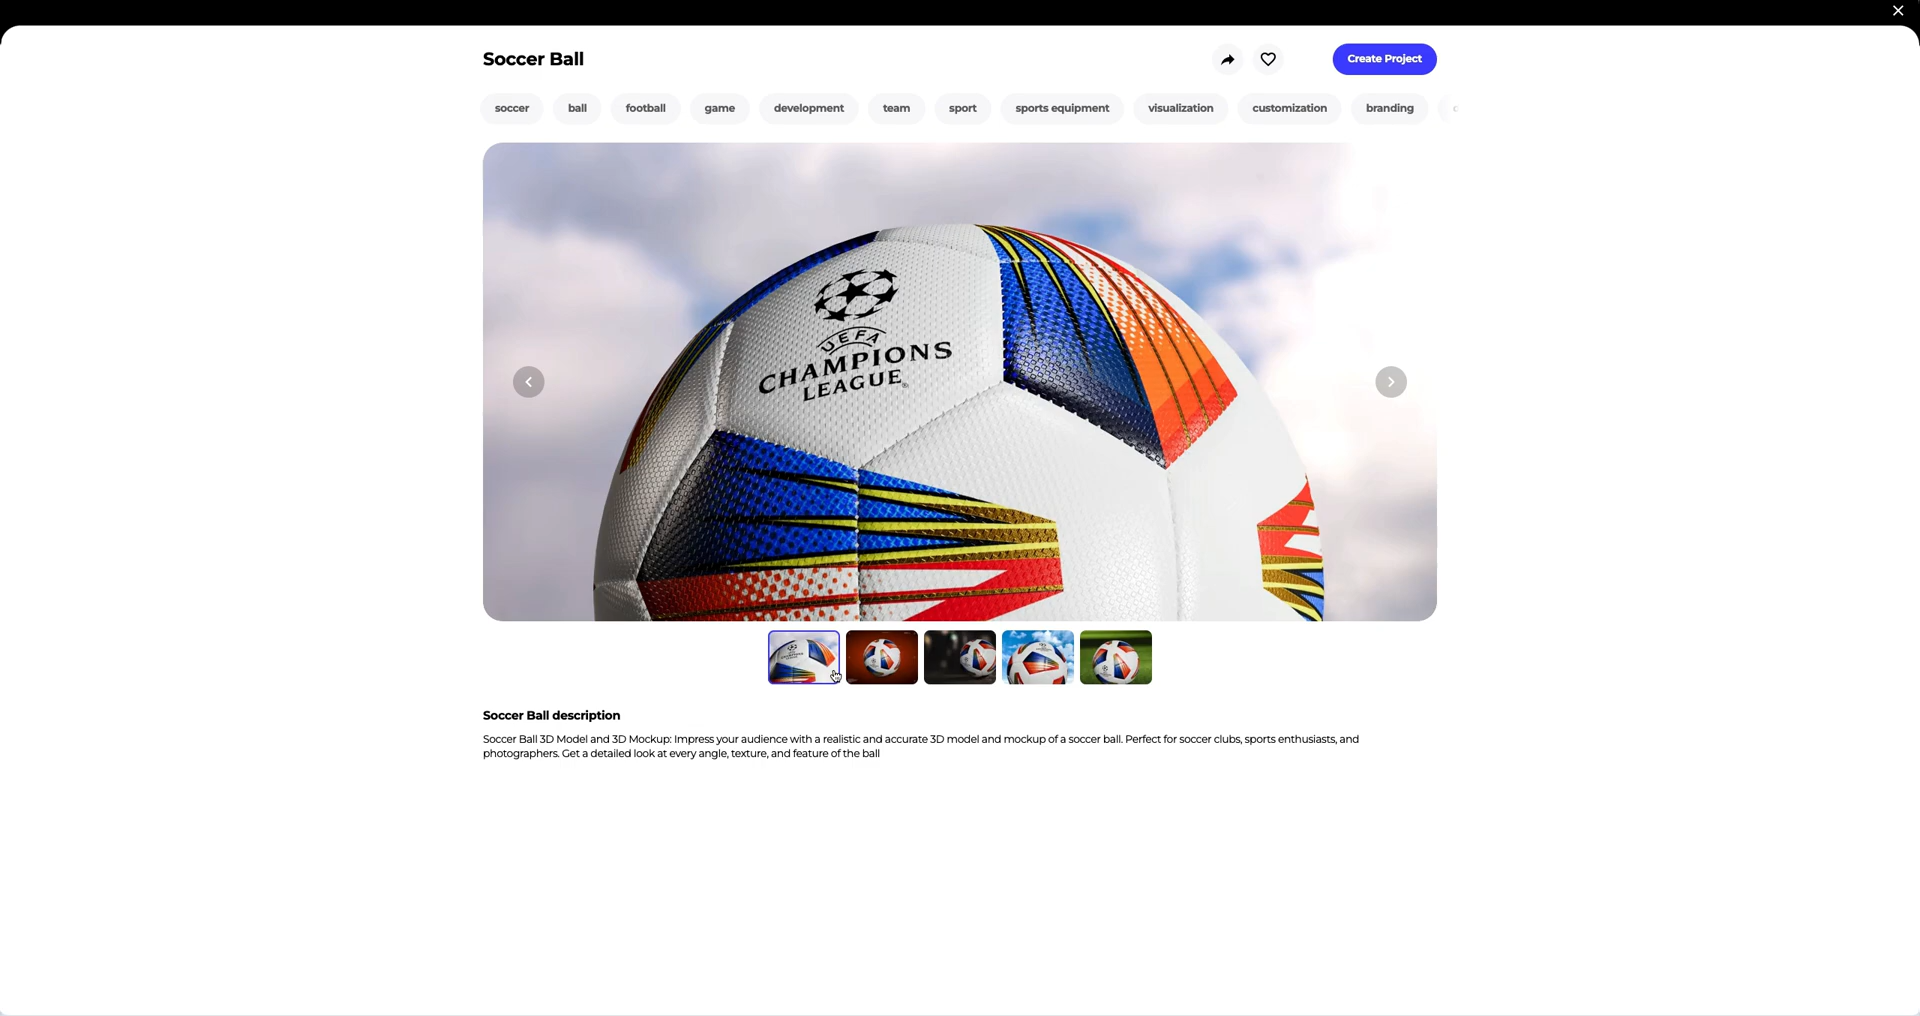 Soccer Ball
Create Project
soccer
ball
football
game
development
team
sport
sports equipment
visualization
customization
branding
UEFA
CHAMPIONS
LEAGUE
Soccer Ball description
Soccer Ball 3D Model and 3D Mockup: Impress your audience with a realistic and accurate 3D model and mockup of a soccer ball. Perfect for soccer clubs, sports enthusiasts, and
photographers. Get a detailed look at every angle, texture, and feature of the ball